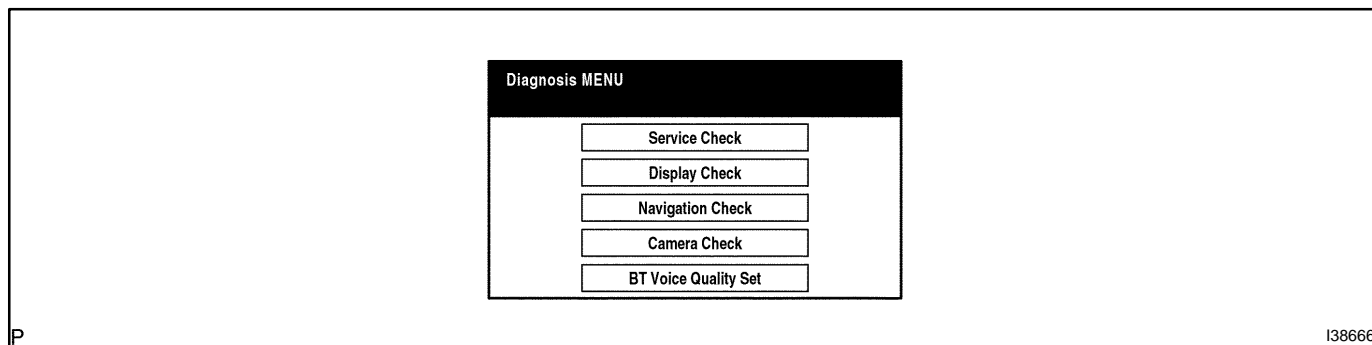 Diagnosis MENU
Service Check
Display Check
Navigation Check
Camera Check
BT Voice Quality Set
P
I38666